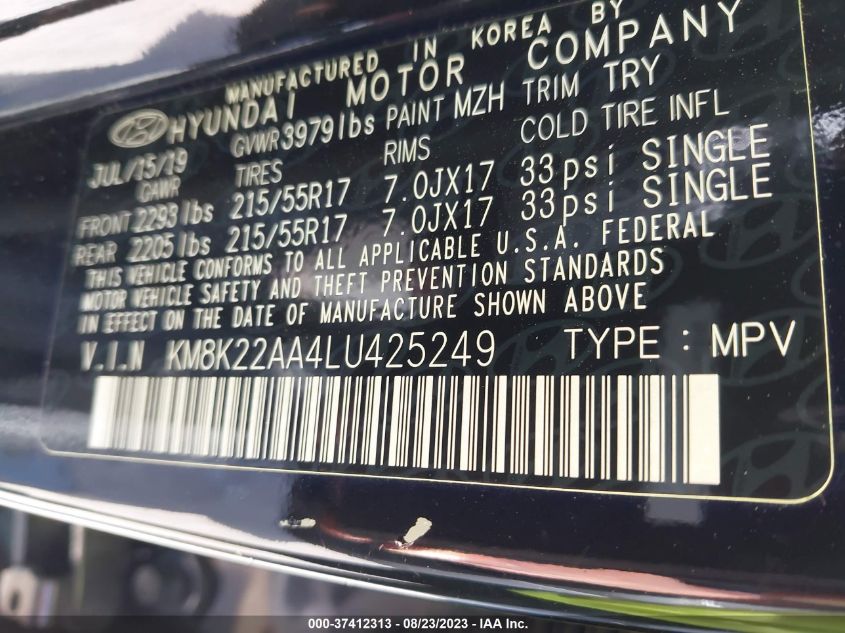 MANUFACTURED IN KOREA BY
HYUNDAI MOTOR COMPANY
JUL/15/19 GVWR 3979lbs PAINT MZH TRIM TRY
GAWR TIRES RIMS COLD TIRE INFL
FRONT 2293 lbs 215/55R17 7.0JX17 33psi SINGLE
REAR 2205 lbs 215/55R17 7.0JX17 33psi SINGLE
THIS VEHICLE CONFORMS TO ALL APPLICABLE U.S.A. FEDERAL
MOTOR VEHICLE SAFETY AND THEFT PREVENTION STANDARDS
IN EFFECT ON THE DATE OF MANUFACTURE SHOWN ABOVE
V.I.N KM8K22AA4LU425249 TYPE : MPV
000-37412313 - 08/23/2023 - IAA Inc.